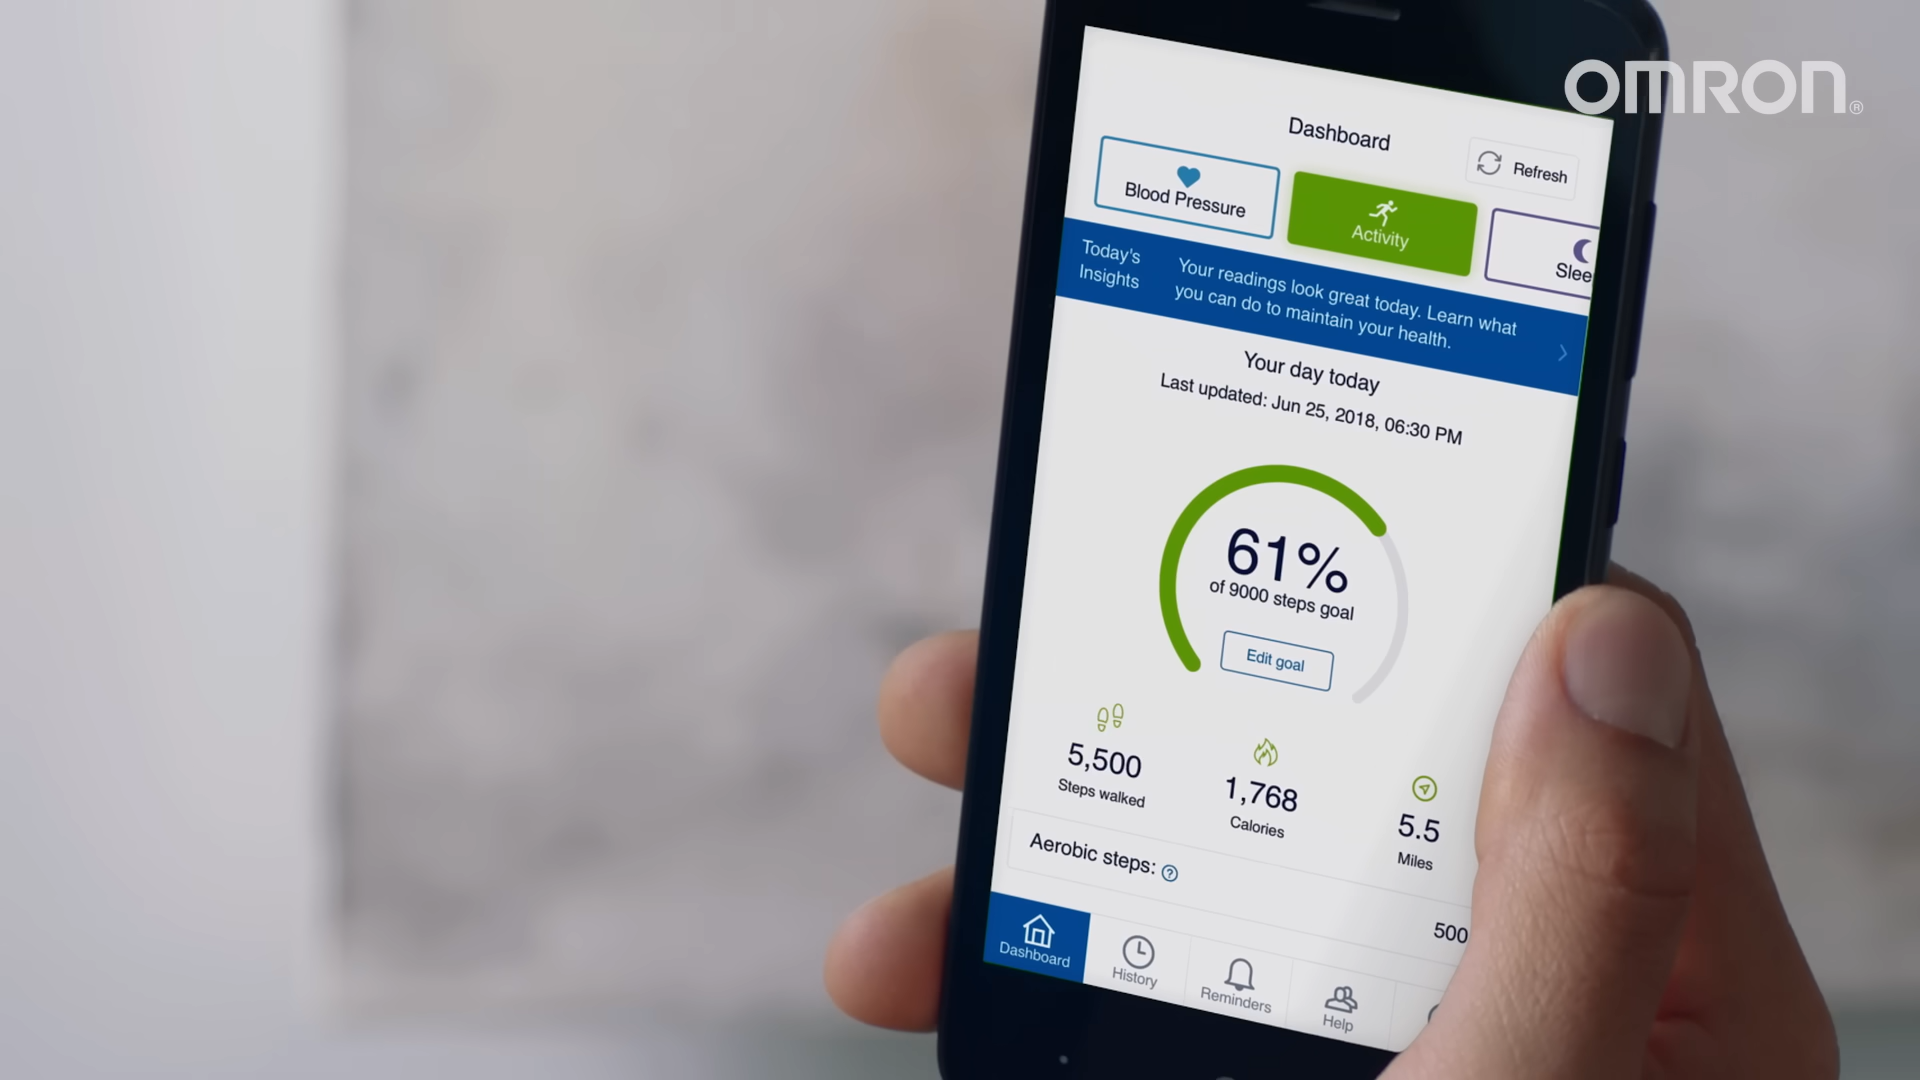 OMRON®
Dashboard
Refresh
Blood Pressure
Activity
Slee
Today's
Insights
Your readings look great today. Learn what
you can do to maintain your health.
Your day today
Last updated: Jun 25, 2018, 06:30 PM
61%
of 9000 steps goal
Edit goal
5,500
Steps walked
1,768
Calories
5.5
Miles
Aerobic steps: ?
500
Dashboard
History
Reminders
Help